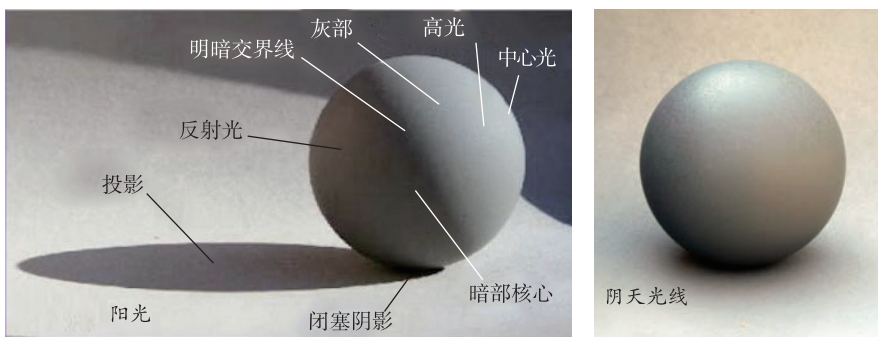 灰部
高光
明暗交界线
中心光
反射光
投影
暗部核心
阳光
闭塞阴影
阴天光线